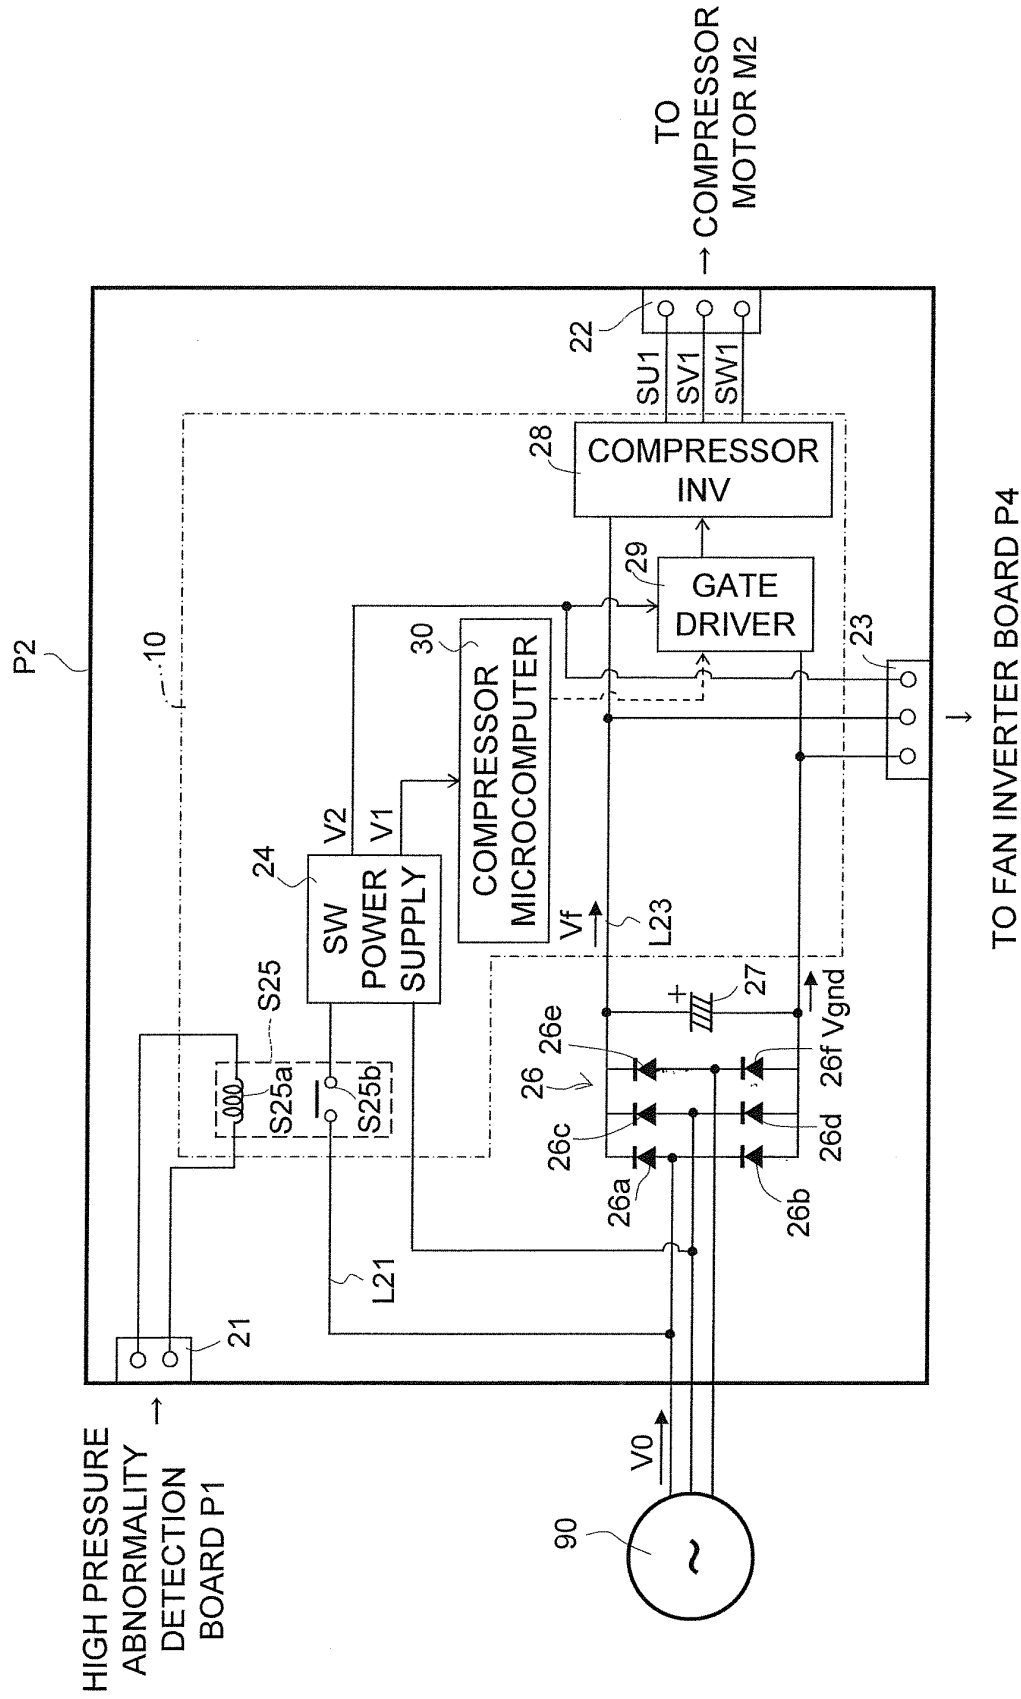 P2
10
HIGH PRESSURE
ABNORMALITY
DETECTION
BOARD P1
→
21
S25
S25a
S25b
L21
24
SW
POWER
SUPPLY
V2
V1
30
COMPRESSOR
MICROCOMPUTER
29
GATE
DRIVER
28
COMPRESSOR
INV
SU1
SV1
SW1
22
→
TO
COMPRESSOR
MOTOR M2
90
~
V0
26
26a
26b
26c
26d
26e
26f
+
27
Vf
L23
Vgnd
23
TO FAN INVERTER BOARD P4